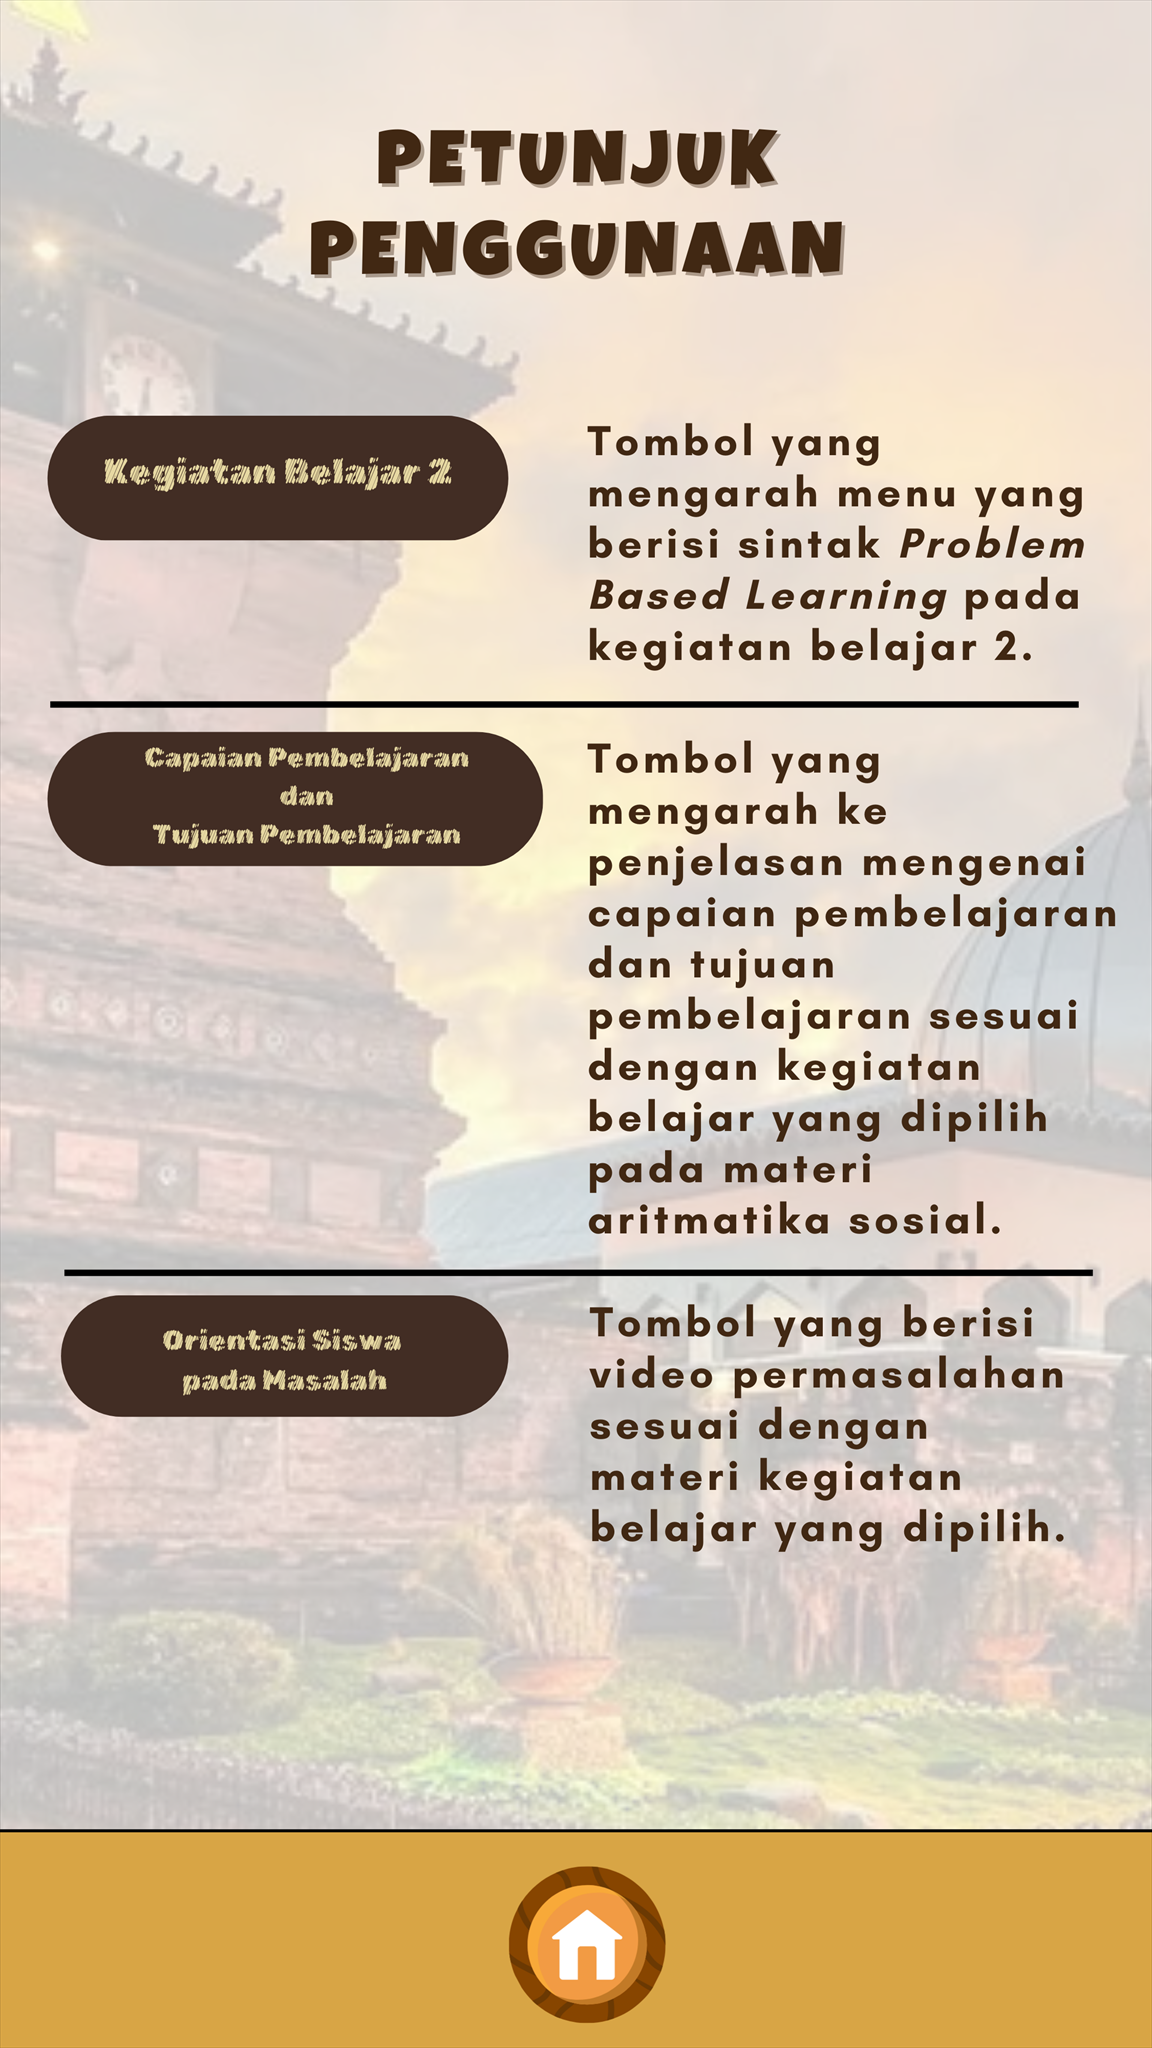 PETUNJUK
PENGGUNAAN
Kegiatan Belajar 2
Tombol yang
mengarah menu yang
berisi sintak Problem
Based Learning pada
kegiatan belajar 2.
Capaian Pembelajaran
dan
Tujuan Pembelajaran
Tombol yang
mengarah ke
penjelasan mengenai
capaian pembelajaran
dan tujuan
pembelajaran sesuai
dengan kegiatan
belajar yang dipilih
pada materi
aritmatika sosial.
Orientasi Siswa
pada Masalah
Tombol yang berisi
video permasalahan
sesuai dengan
materi kegiatan
belajar yang dipilih.